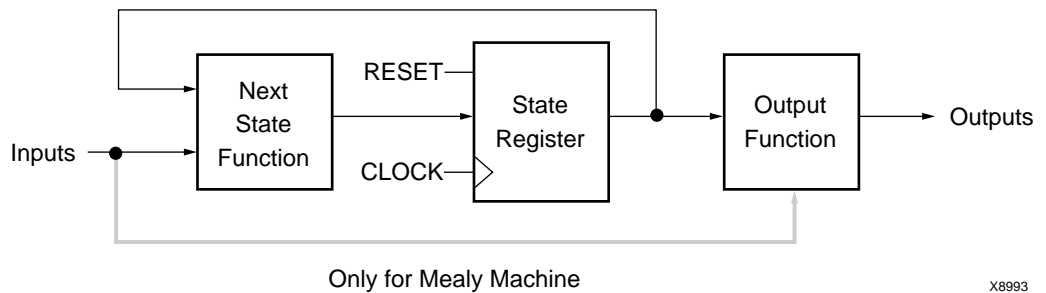 RESET
Next
State
Function
State
Register
Output
Function
Outputs
Inputs
CLOCK
Only for Mealy Machine
X8993